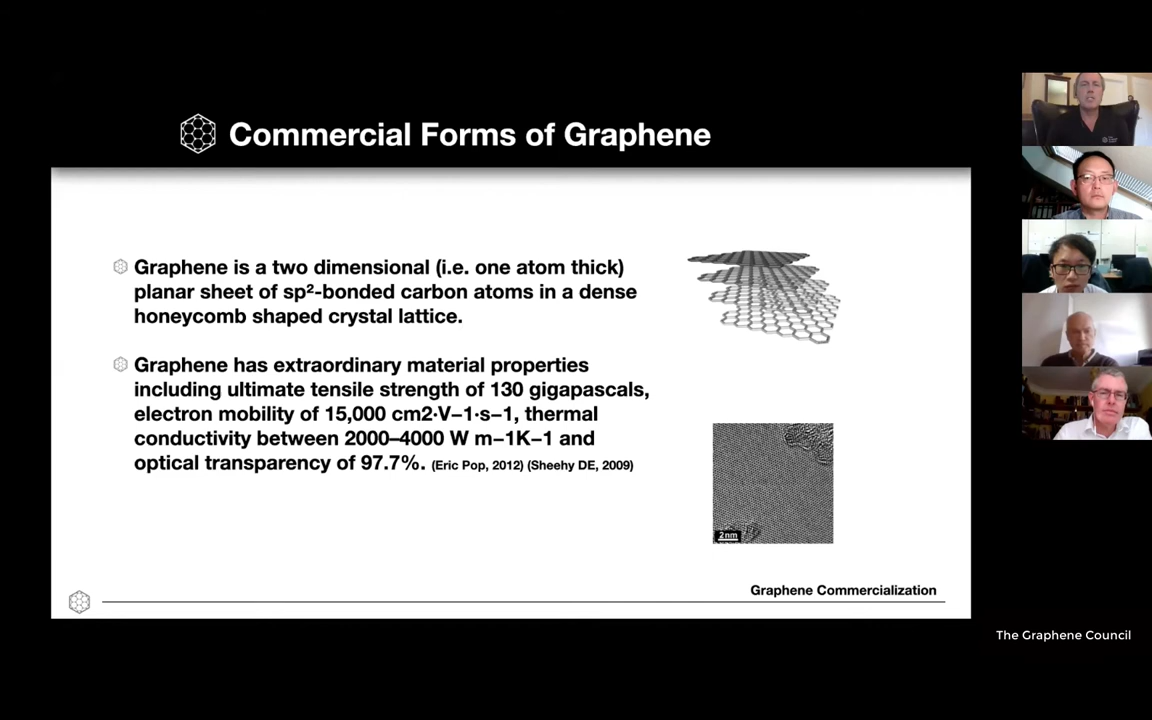 Commercial Forms of Graphene
Graphene is a two dimensional (i.e. one atom thick)
planar sheet of sp²-bonded carbon atoms in a dense
honeycomb shaped crystal lattice.
Graphene has extraordinary material properties
including ultimate tensile strength of 130 gigapascals,
electron mobility of 15,000 cm2·V−1·s−1, thermal
conductivity between 2000–4000 W m−1K−1 and
optical transparency of 97.7%. (Eric Pop, 2012) (Sheehy DE, 2009)
2nm
Graphene Commercialization
The Graphene Council